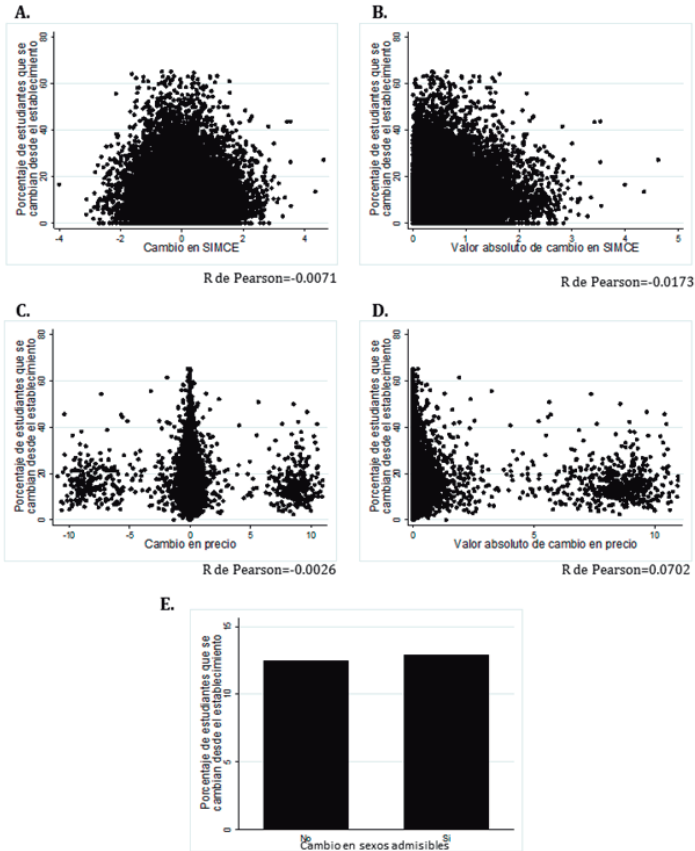 A.
Porcentaje de estudiantes que se
cambian desde el establecimiento
80
60
40
20
0
-4
-2
0
2
4
Cambio en SIMCE
R de Pearson=-0.0071
B.
Porcentaje de estudiantes que se
cambian desde el establecimiento
80
60
40
20
0
0
1
2
3
4
5
Valor absoluto de cambio en SIMCE
R de Pearson=-0.0173
C.
Porcentaje de estudiantes que se
cambian desde el establecimiento
80
60
40
20
0
-10
-5
0
5
10
Cambio en precio
R de Pearson=-0.0026
D.
Porcentaje de estudiantes que se
cambian desde el establecimiento
80
60
40
20
0
0
5
10
Valor absoluto de cambio en precio
R de Pearson=0.0702
E.
Porcentaje de estudiantes que se
cambian desde el establecimiento
15
10
5
0
No
Si
Cambio en sexos admisibles